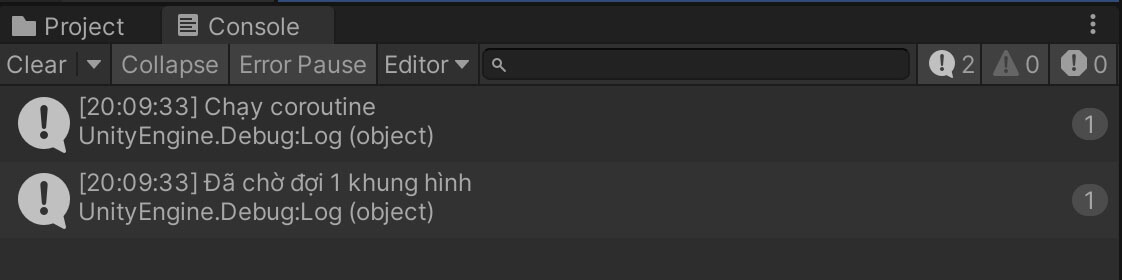 Project
Console
Clear
Collapse
Error Pause
Editor
2
0
0
[20:09:33] Chạy coroutine
UnityEngine.Debug:Log (object)
1
[20:09:33] Đã chờ đợi 1 khung hình
UnityEngine.Debug:Log (object)
1